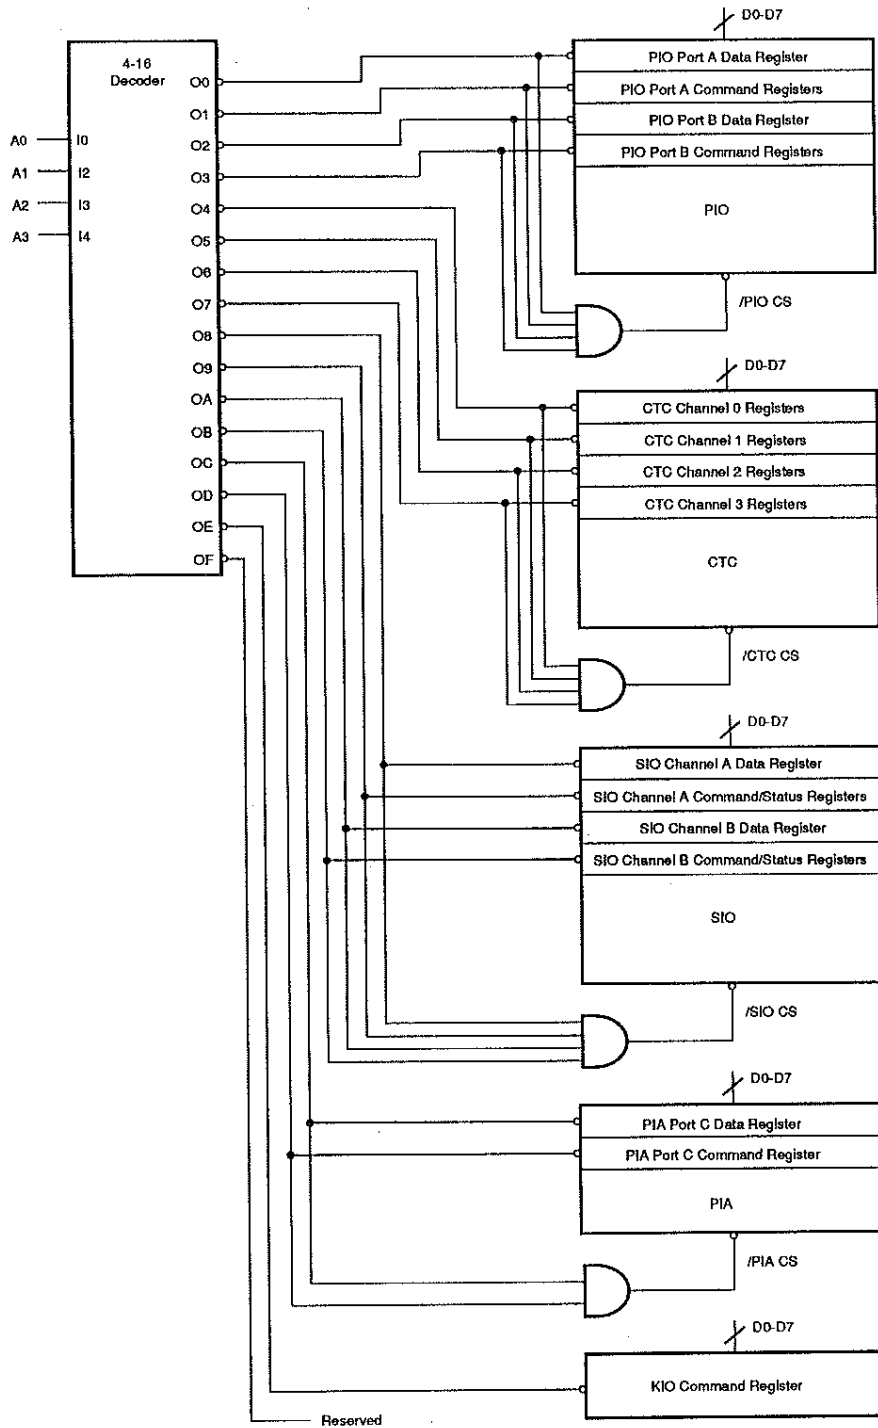 D0-D7
4-16
Decoder
O0
O1
O2
O3
O4
O5
O6
O7
O8
O9
OA
OB
OC
OD
OE
OF
A0
I0
A1
I2
A2
I3
A3
I4
PIO Port A Data Register
PIO Port A Command Registers
PIO Port B Data Register
PIO Port B Command Registers
PIO
/PIO CS
D0-D7
CTC Channel 0 Registers
CTC Channel 1 Registers
CTC Channel 2 Registers
CTC Channel 3 Registers
CTC
/CTC CS
D0-D7
SIO Channel A Data Register
SIO Channel A Command/Status Registers
SIO Channel B Data Register
SIO Channel B Command/Status Registers
SIO
/SIO CS
D0-D7
PIA Port C Data Register
PIA Port C Command Register
PIA
/PIA CS
D0-D7
KIO Command Register
Reserved